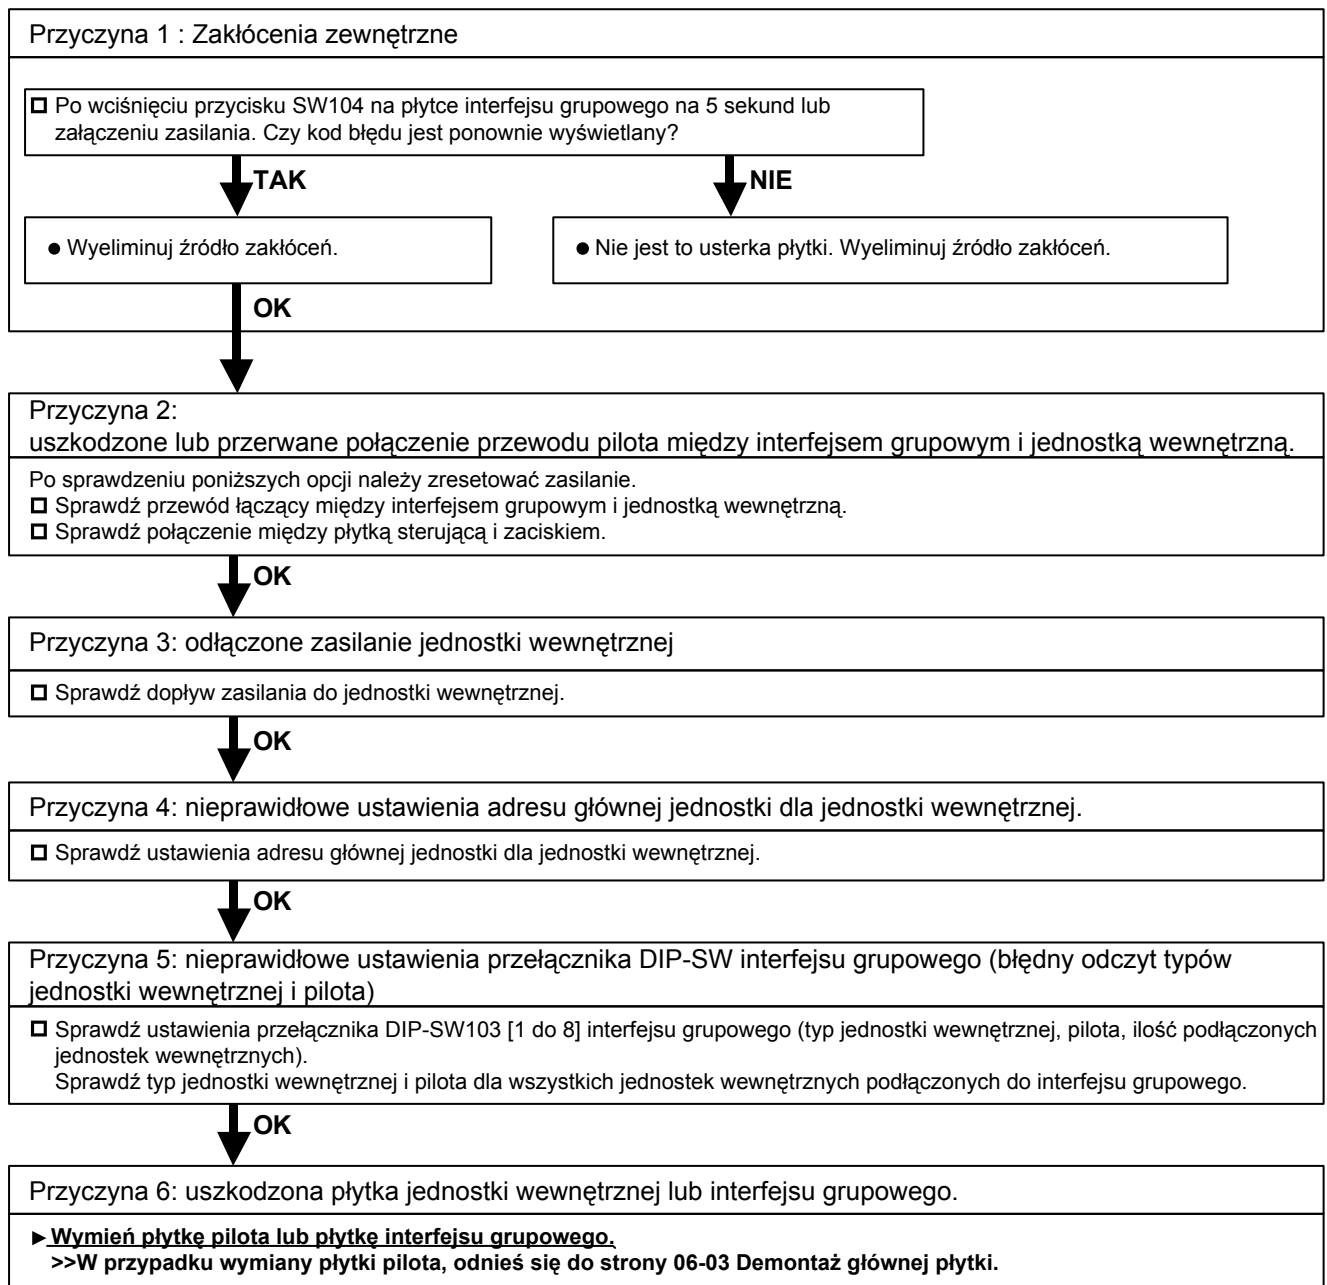 Przyczyna 1 : Zakłócenia zewnętrzne
Po wciśnięciu przycisku SW104 na płytce interfejsu grupowego na 5 sekund lub
załączeniu zasilania. Czy kod błędu jest ponownie wyświetlany?
TAK
NIE
● Wyeliminuj źródło zakłóceń.
● Nie jest to usterka płytki. Wyeliminuj źródło zakłóceń.
OK
Przyczyna 2:
uszkodzone lub przerwane połączenie przewodu pilota między interfejsem grupowym i jednostką wewnętrzną.
Po sprawdzeniu poniższych opcji należy zresetować zasilanie.
Sprawdź przewód łączący między interfejsem grupowym i jednostką wewnętrzną.
Sprawdź połączenie między płytką sterującą i zaciskiem.
OK
Przyczyna 3: odłączone zasilanie jednostki wewnętrznej
Sprawdź dopływ zasilania do jednostki wewnętrznej.
OK
Przyczyna 4: nieprawidłowe ustawienia adresu głównej jednostki dla jednostki wewnętrznej.
Sprawdź ustawienia adresu głównej jednostki dla jednostki wewnętrznej.
OK
Przyczyna 5: nieprawidłowe ustawienia przełącznika DIP-SW interfejsu grupowego (błędny odczyt typów
jednostki wewnętrznej i pilota)
Sprawdź ustawienia przełącznika DIP-SW103 [1 do 8] interfejsu grupowego (typ jednostki wewnętrznej, pilota, ilość podłączonych
jednostek wewnętrznych).
Sprawdź typ jednostki wewnętrznej i pilota dla wszystkich jednostek wewnętrznych podłączonych do interfejsu grupowego.
OK
Przyczyna 6: uszkodzona płytka jednostki wewnętrznej lub interfejsu grupowego.
► Wymień płytkę pilota lub płytkę interfejsu grupowego.
>>W przypadku wymiany płytki pilota, odnieś się do strony 06-03 Demontaż głównej płytki.